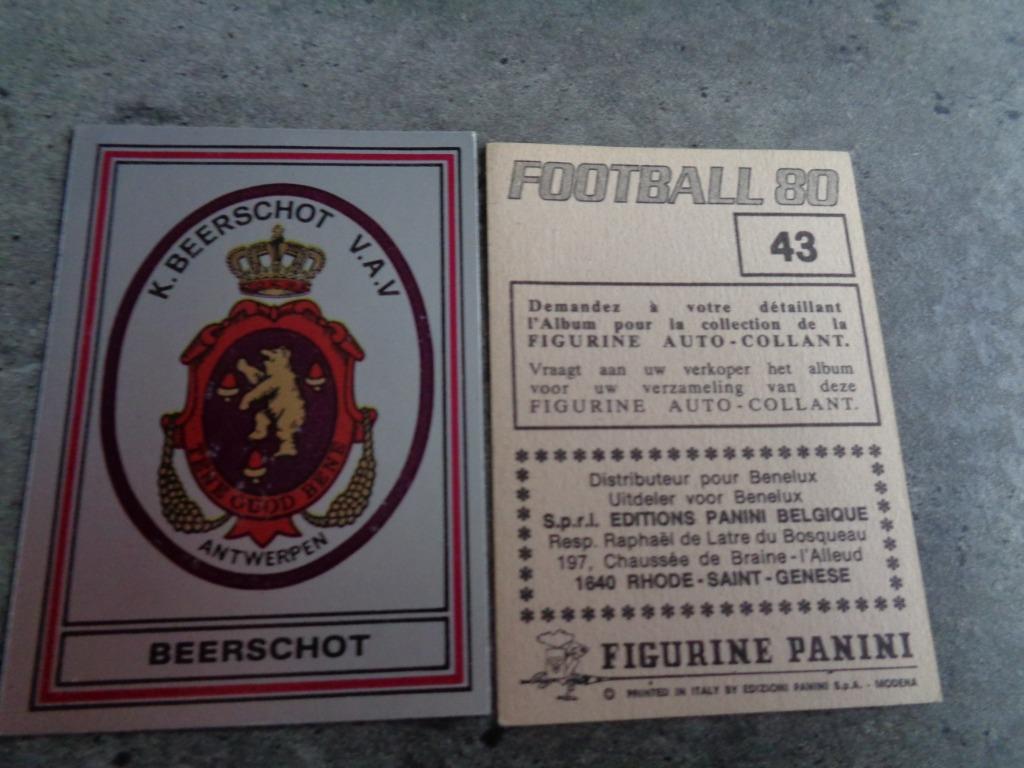 K. BEERSCHOT V.A.V
TENE QUOD BENE
ANTWERPEN
BEERSCHOT
FOOTBALL 80
43
Demandez à votre détaillant
l'Album pour la collection de la
FIGURINE AUTO-COLLANT.
Vraagt aan uw verkoper het album
voor uw verzameling van deze
FIGURINE AUTO-COLLANT.
Distributeur pour Benelux
Uitdeler voor Benelux
S.p.r.l. EDITIONS PANINI BELGIQUE
Resp. Raphaël de Latre du Bosqueau
197, Chaussée de Braine-l'Alleud
1640 RHODE-SAINT-GENESE
FIGURINE PANINI
© PRINTED IN ITALY BY EDIZIONI PANINI S.p.A. - MODENA